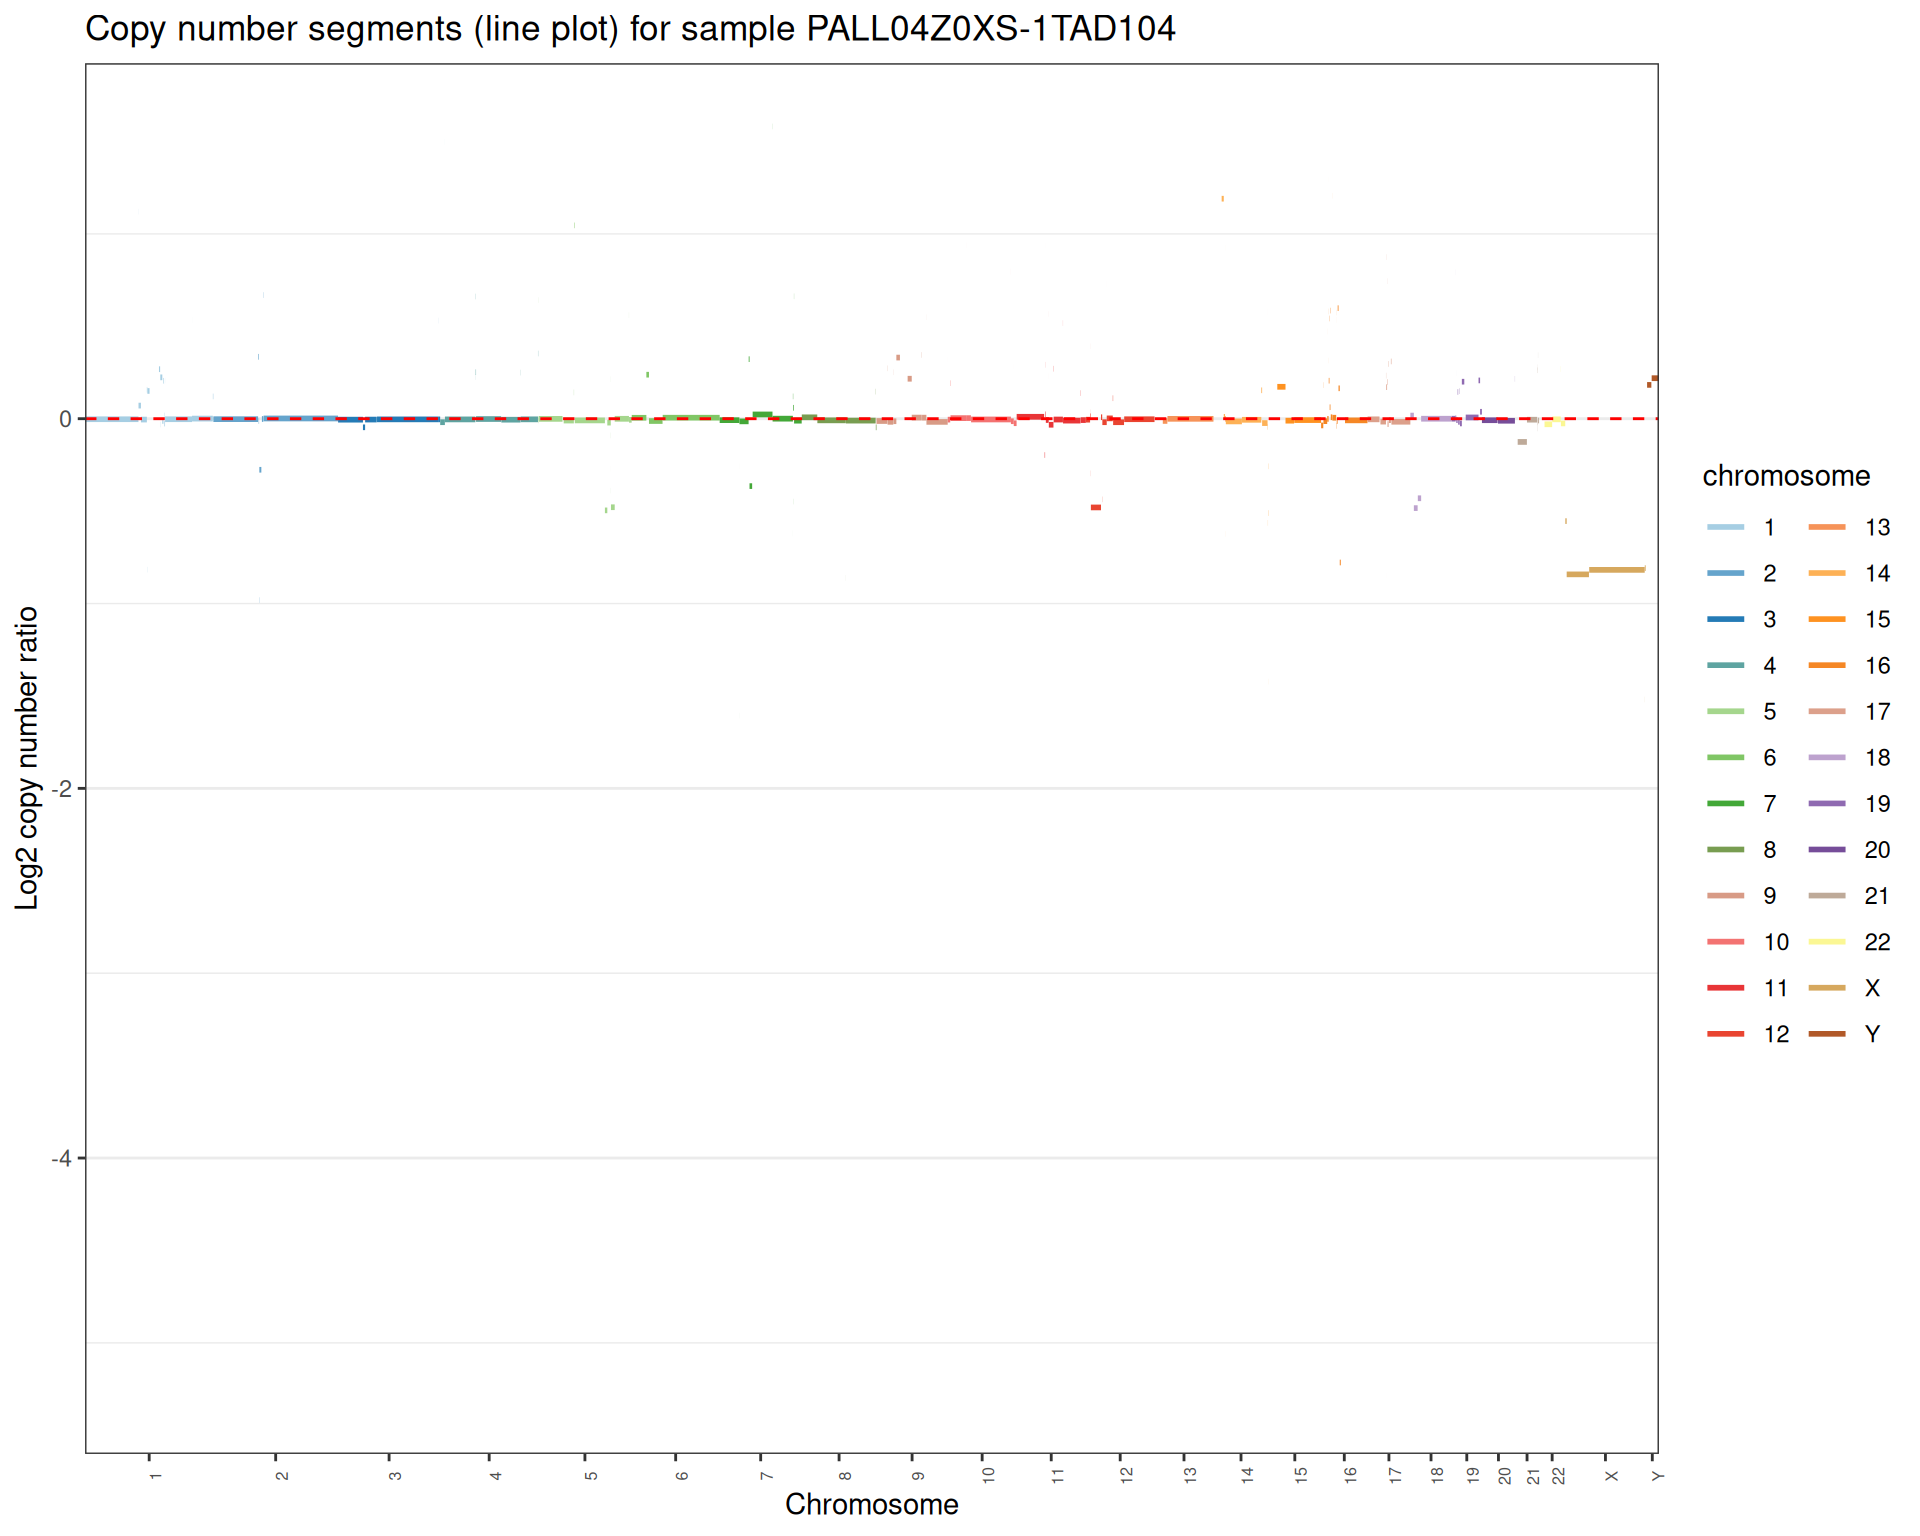 Copy number segments (line plot) for sample PALL04Z0XS-1TAD104
Log2 copy number ratio
0
-2
-4
1 2 3 4 5 6 7 8 9 10 11 12 13 14 15 16 17 18 19 20 21 22 X Y
Chromosome
chromosome
1 13
2 14
3 15
4 16
5 17
6 18
7 19
8 20
9 21
10 22
11 X
12 Y